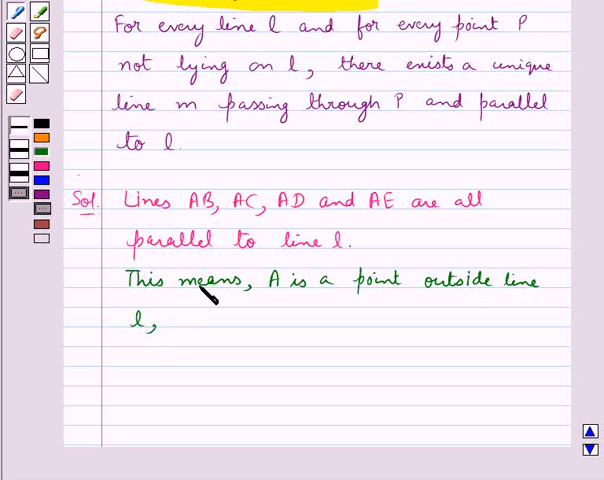 For every line l and for every point P
not lying on l, there exists a unique
line m passing through P and parallel
to l.
Sol. Lines AB, AC, AD and AE are all
parallel to line l.
This means, A is a point outside line
l,